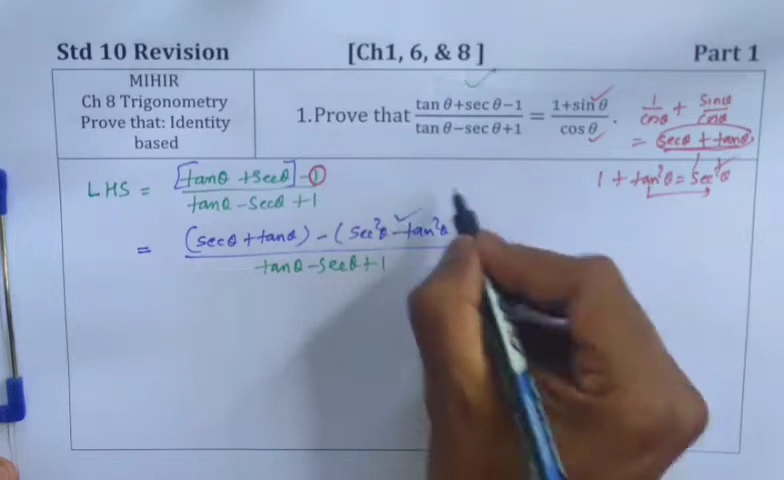 Std 10 Revision [Ch1, 6, & 8 ] Part 1
MIHIR
Ch 8 Trigonometry
Prove that: Identity
based
1.Prove that (tan θ+sec θ−1)/(tan θ−sec θ+1) = (1+sin θ)/(cos θ) .
1/cosθ + sinθ/cosθ
= secθ + tanθ
1 + tan²θ = sec²θ
LHS = ([tanθ + secθ] - 1)/(tanθ - secθ + 1)
= ((secθ + tanθ) - (sec²θ - tan²θ)/(tanθ - secθ + 1)